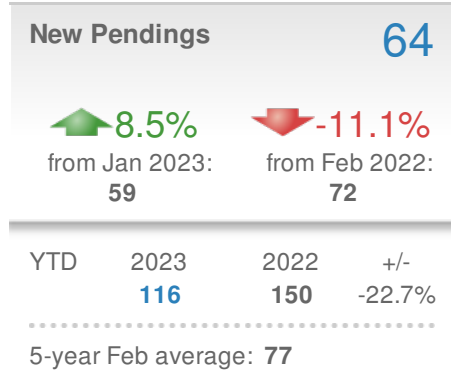 New Pendings 64
8.5% -11.1%
from Jan 2023: from Feb 2022:
59 72
YTD 2023 2022 +/-
116 150 -22.7%
5-year Feb average: 77